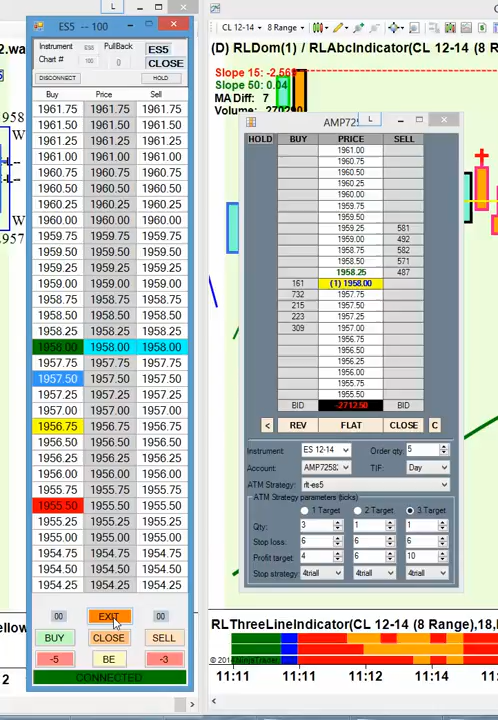 ES5 -- 100
Instrument ES5 PullBack ES5
Chart # 100 0 CLOSE
DISCONNECT HOLD
Buy Price Sell
1961.75 1961.75 1961.75
1961.50 1961.50 1961.50
1961.25 1961.25 1961.25
1961.00 1961.00 1961.00
1960.75 1960.75 1960.75
1960.50 1960.50 1960.50
1960.25 1960.25 1960.25
1960.00 1960.00 1960.00
1959.75 1959.75 1959.75
1959.50 1959.50 1959.50
1959.25 1959.25 1959.25
1959.00 1959.00 1959.00
1958.75 1958.75 1958.75
1958.50 1958.50 1958.50
1958.25 1958.25 1958.25
1958.00 1958.00 1958.00
1957.75 1957.75 1957.75
1957.50 1957.50 1957.50
1957.25 1957.25 1957.25
1957.00 1957.00 1957.00
1956.75 1956.75 1956.75
1956.50 1956.50 1956.50
1956.25 1956.25 1956.25
1956.00 1956.00 1956.00
1955.75 1955.75 1955.75
1955.50 1955.50 1955.50
1955.25 1955.25 1955.25
1955.00 1955.00 1955.00
1954.75 1954.75 1954.75
1954.50 1954.50 1954.50
1954.25 1954.25 1954.25
00 EXIT 00
BUY CLOSE SELL
-5 BE -3
CONNECTED
CL 12-14 8 Range
(D) RLDom(1) / RLAbcIndicator(CL 12-14 (8 R
Slope 15: -2,569
Slope 50: 0.04
MA Diff: 7
Volume: 270290
HOLD BUY PRICE SELL
1961.00
1960.75
1960.50
1960.25
1960.00
1959.75
1959.50
1959.25 581
1959.00 492
1958.75 582
1958.50 571
1958.25 487
161 (1) 1958.00
732 1957.75
215 1957.50
223 1957.25
309 1957.00
1956.75
1956.50
1956.25
1956.00
1955.75
1955.50
BID -2712.50 BID
< REV FLAT CLOSE C
Instrument: ES 12-14 Order qty: 5
Account: AMP7258 TIF: Day
ATM Strategy: rlt-es5
ATM Strategy parameters (ticks)
1 Target 2 Target 3 Target
Qty: 3 1 1
Stop loss: 6 6 6
Profit target: 4 6 10
Stop strategy: 4triall 4triall 4triall
RLThreeLineIndicator(CL 12-14 (8 Range),18,
11:11 11:11 11:12 11:14